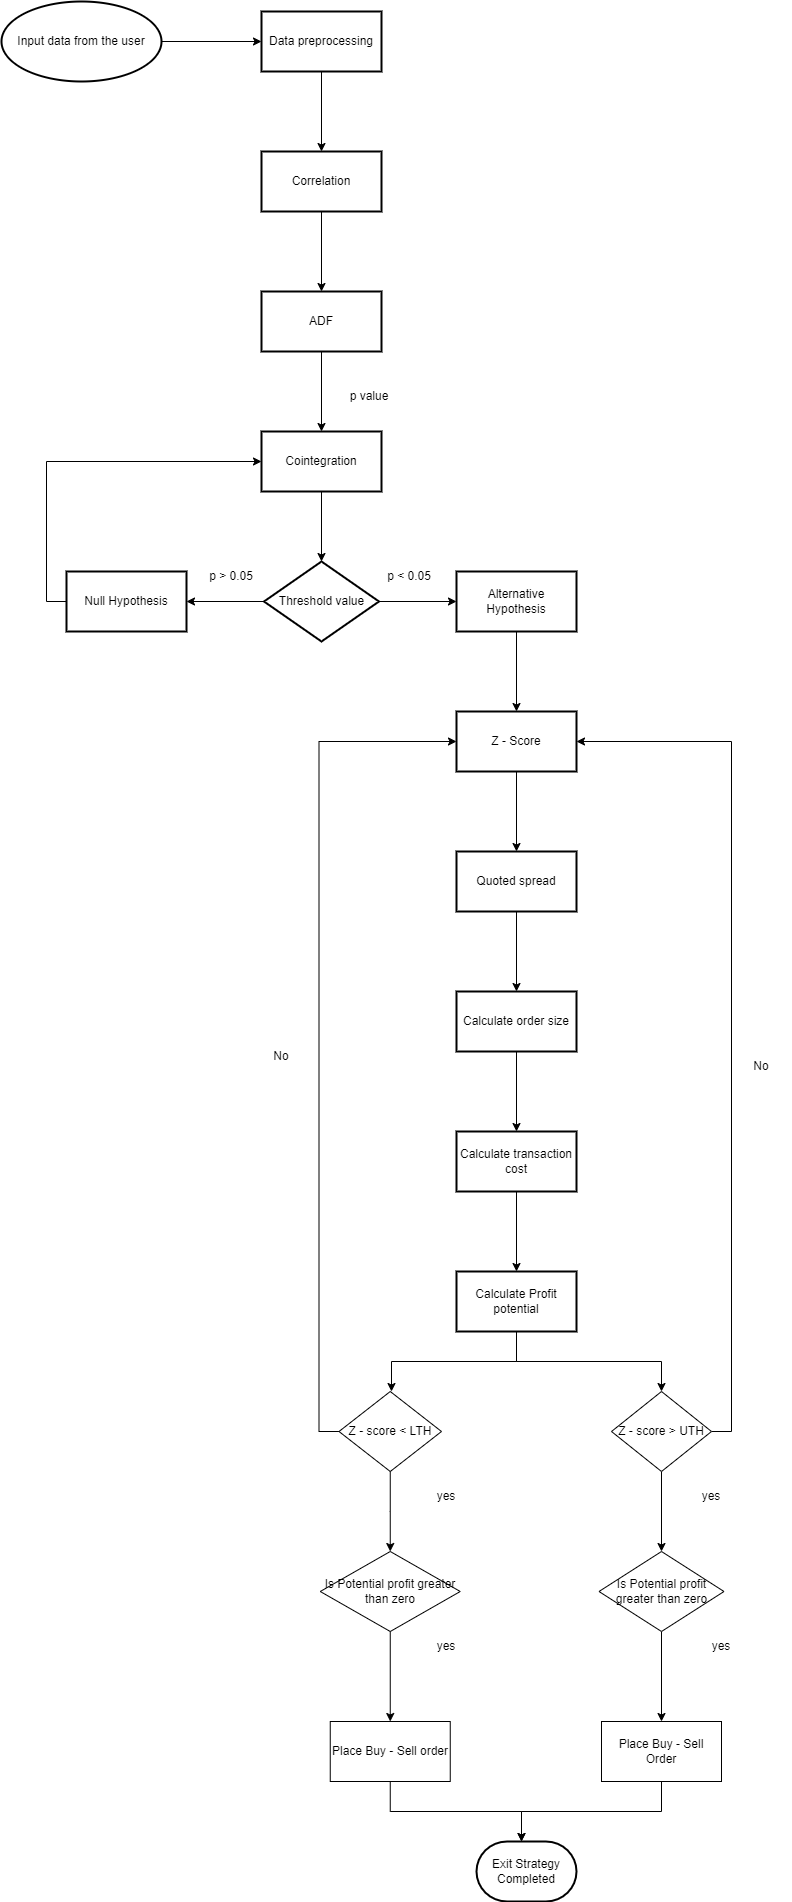 Input data from the user
Data preprocessing
Correlation
ADF
p value
Cointegration
p > 0.05
p < 0.05
Null Hypothesis
Threshold value
Alternative
Hypothesis
Z - Score
Quoted spread
Calculate order size
No
No
Calculate transaction
cost
Calculate Profit
potential
Z - score < LTH
Z - score > UTH
yes
yes
Is Potential profit greater
than zero
Is Potential profit
greater than zero
yes
yes
Place Buy - Sell order
Place Buy - Sell
Order
Exit Strategy
Completed